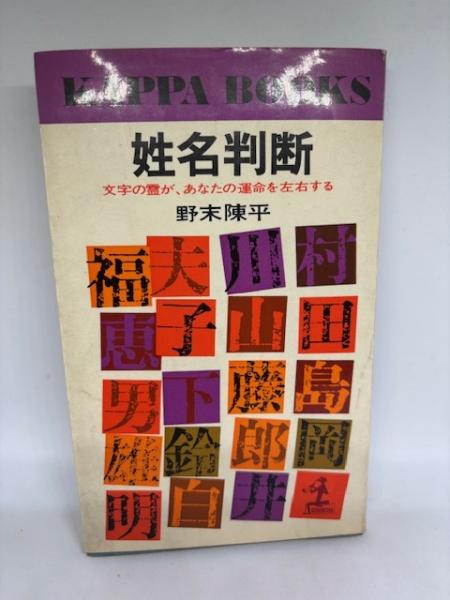 KAPPA BOOKS
姓名判断
文字の霊が、あなたの運命を左右する
野末陳平
福夫川村
恵子山田
男下藤島
雄鈴郎岡
明白井